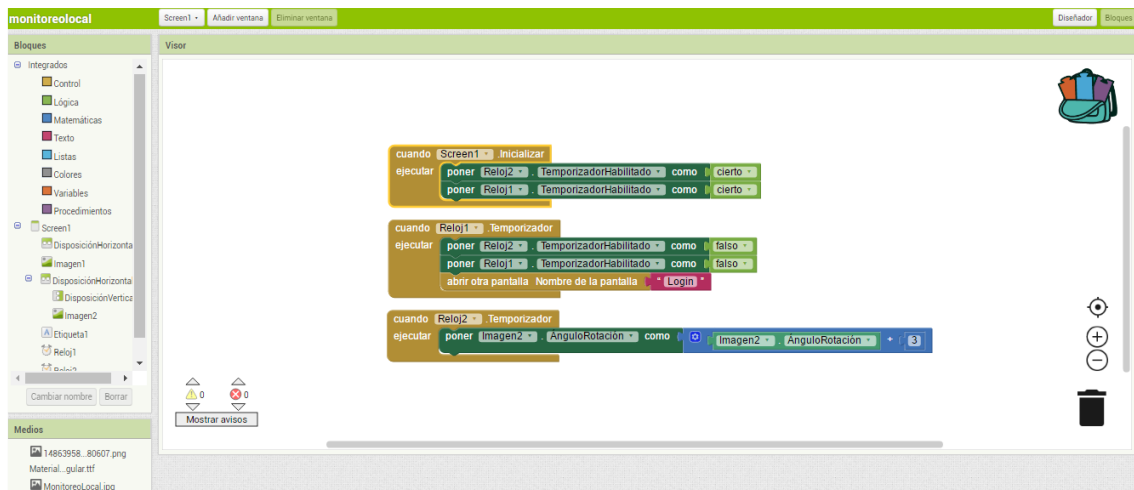 monitoreolocal Screen1 Añadir ventana Eliminar ventana Diseñador Bloques
Bloques
Integrados
Control
Lógica
Matemáticas
Texto
Listas
Colores
Variables
Procedimientos
Screen1
DisposiciónHorizonta
Imagen1
DisposiciónHorizonta
DisposiciónVertica
Imagen2
Etiqueta1
Reloj1
Reloj2
Cambiar nombre Borrar
Medios
14863958...80607.png
Material...gular.ttf
MonitoreoLocal.jpg
Visor
cuando Screen1 .Inicializar
ejecutar poner Reloj2 . TemporizadorHabilitado como cierto
poner Reloj1 . TemporizadorHabilitado como cierto
cuando Reloj1 .Temporizador
ejecutar poner Reloj2 . TemporizadorHabilitado como falso
poner Reloj1 . TemporizadorHabilitado como falso
abrir otra pantalla Nombre de la pantalla " Login "
cuando Reloj2 .Temporizador
ejecutar poner Imagen2 . ÁnguloRotación como Imagen2 . ÁnguloRotación + 3
0 0
Mostrar avisos